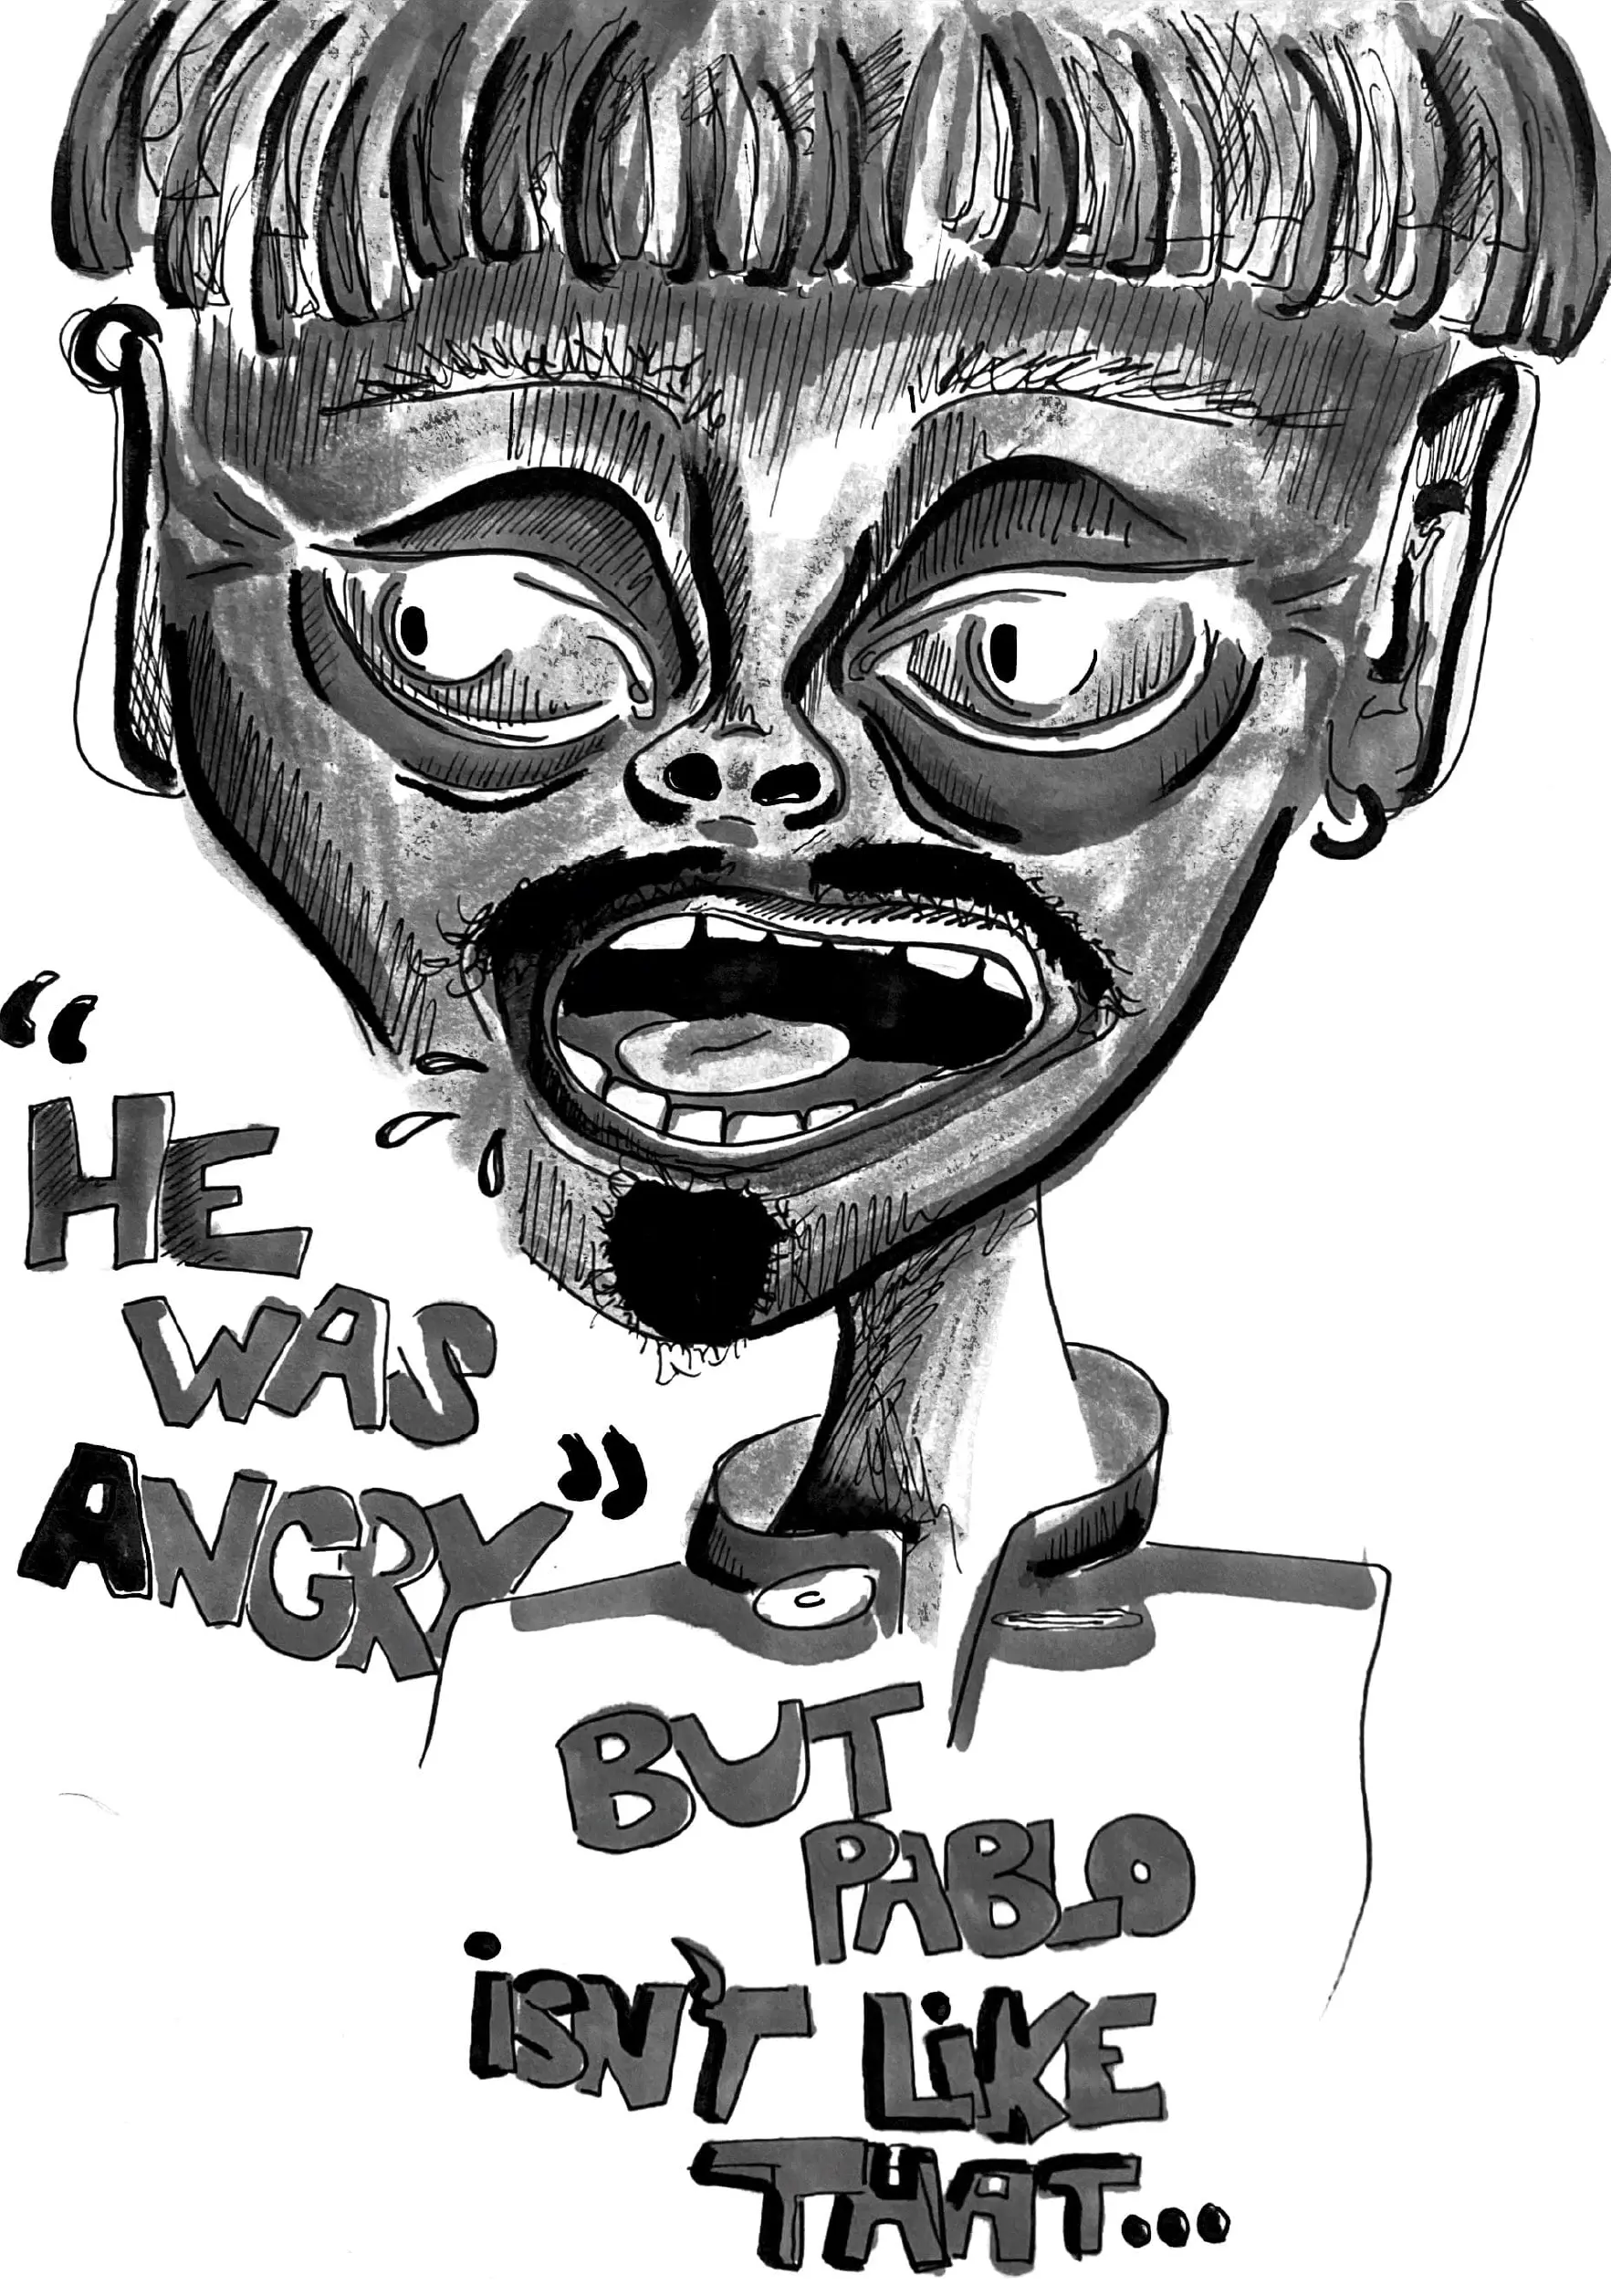 “HE
WAS
ANGRY”
BUT
PABLO
iSN'T LiKE
THAT...